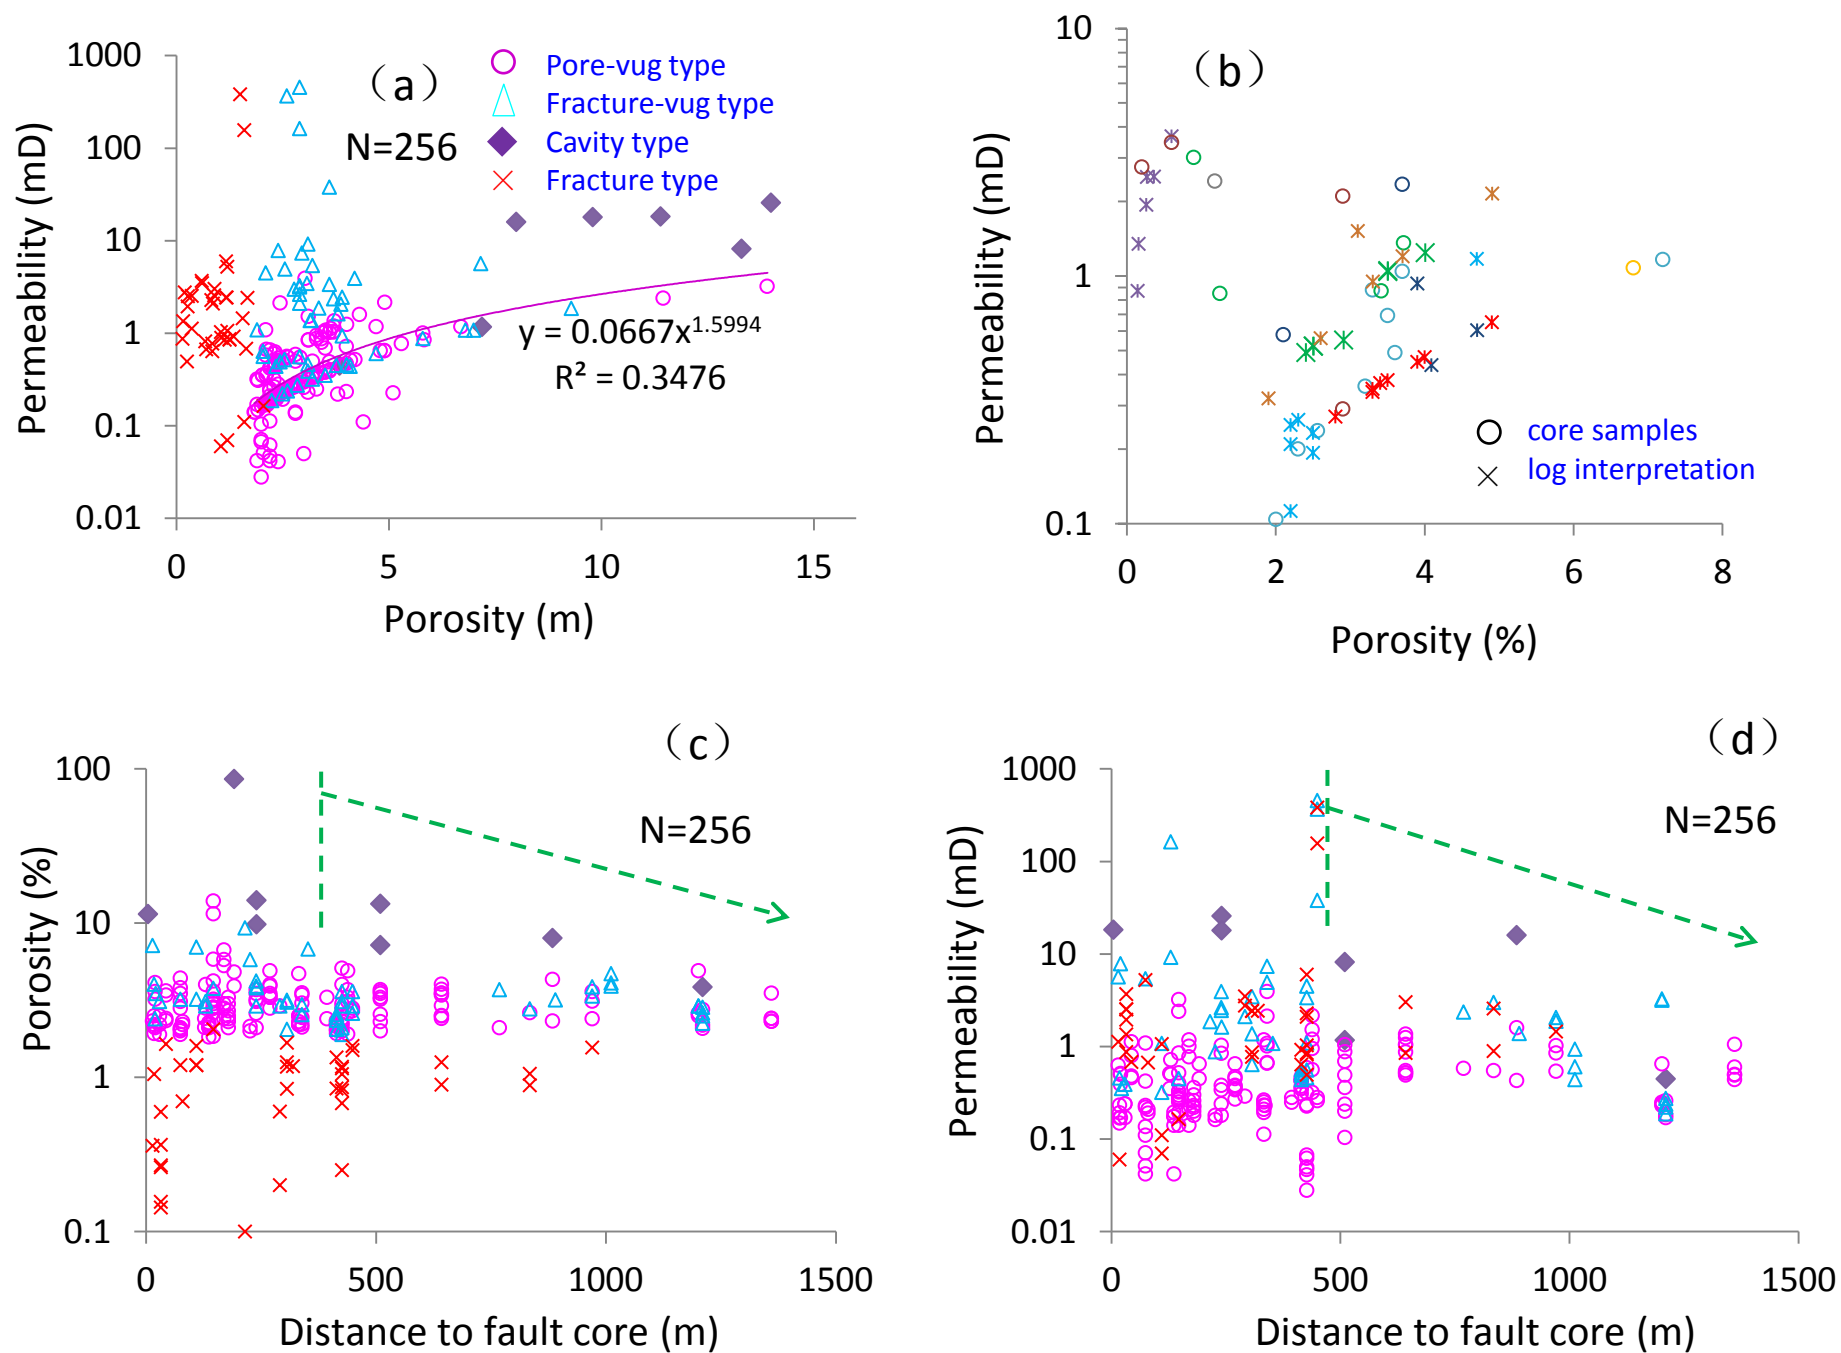 （a）
N=256
Pore-vug type
Fracture-vug type
Cavity type
Fracture type
1000
100
10
1
0.1
0.01
y = 0.0667x^1.5994
R² = 0.3476
0 5 10 15
Permeability (mD)
Porosity (m)
（b）
10
1
0.1
core samples
log interpretation
0 2 4 6 8
Permeability (mD)
Porosity (%)
（c）
N=256
100
10
1
0.1
0 500 1000 1500
Porosity (%)
Distance to fault core (m)
（d）
N=256
1000
100
10
1
0.1
0.01
0 500 1000 1500
Permeability (mD)
Distance to fault core (m)